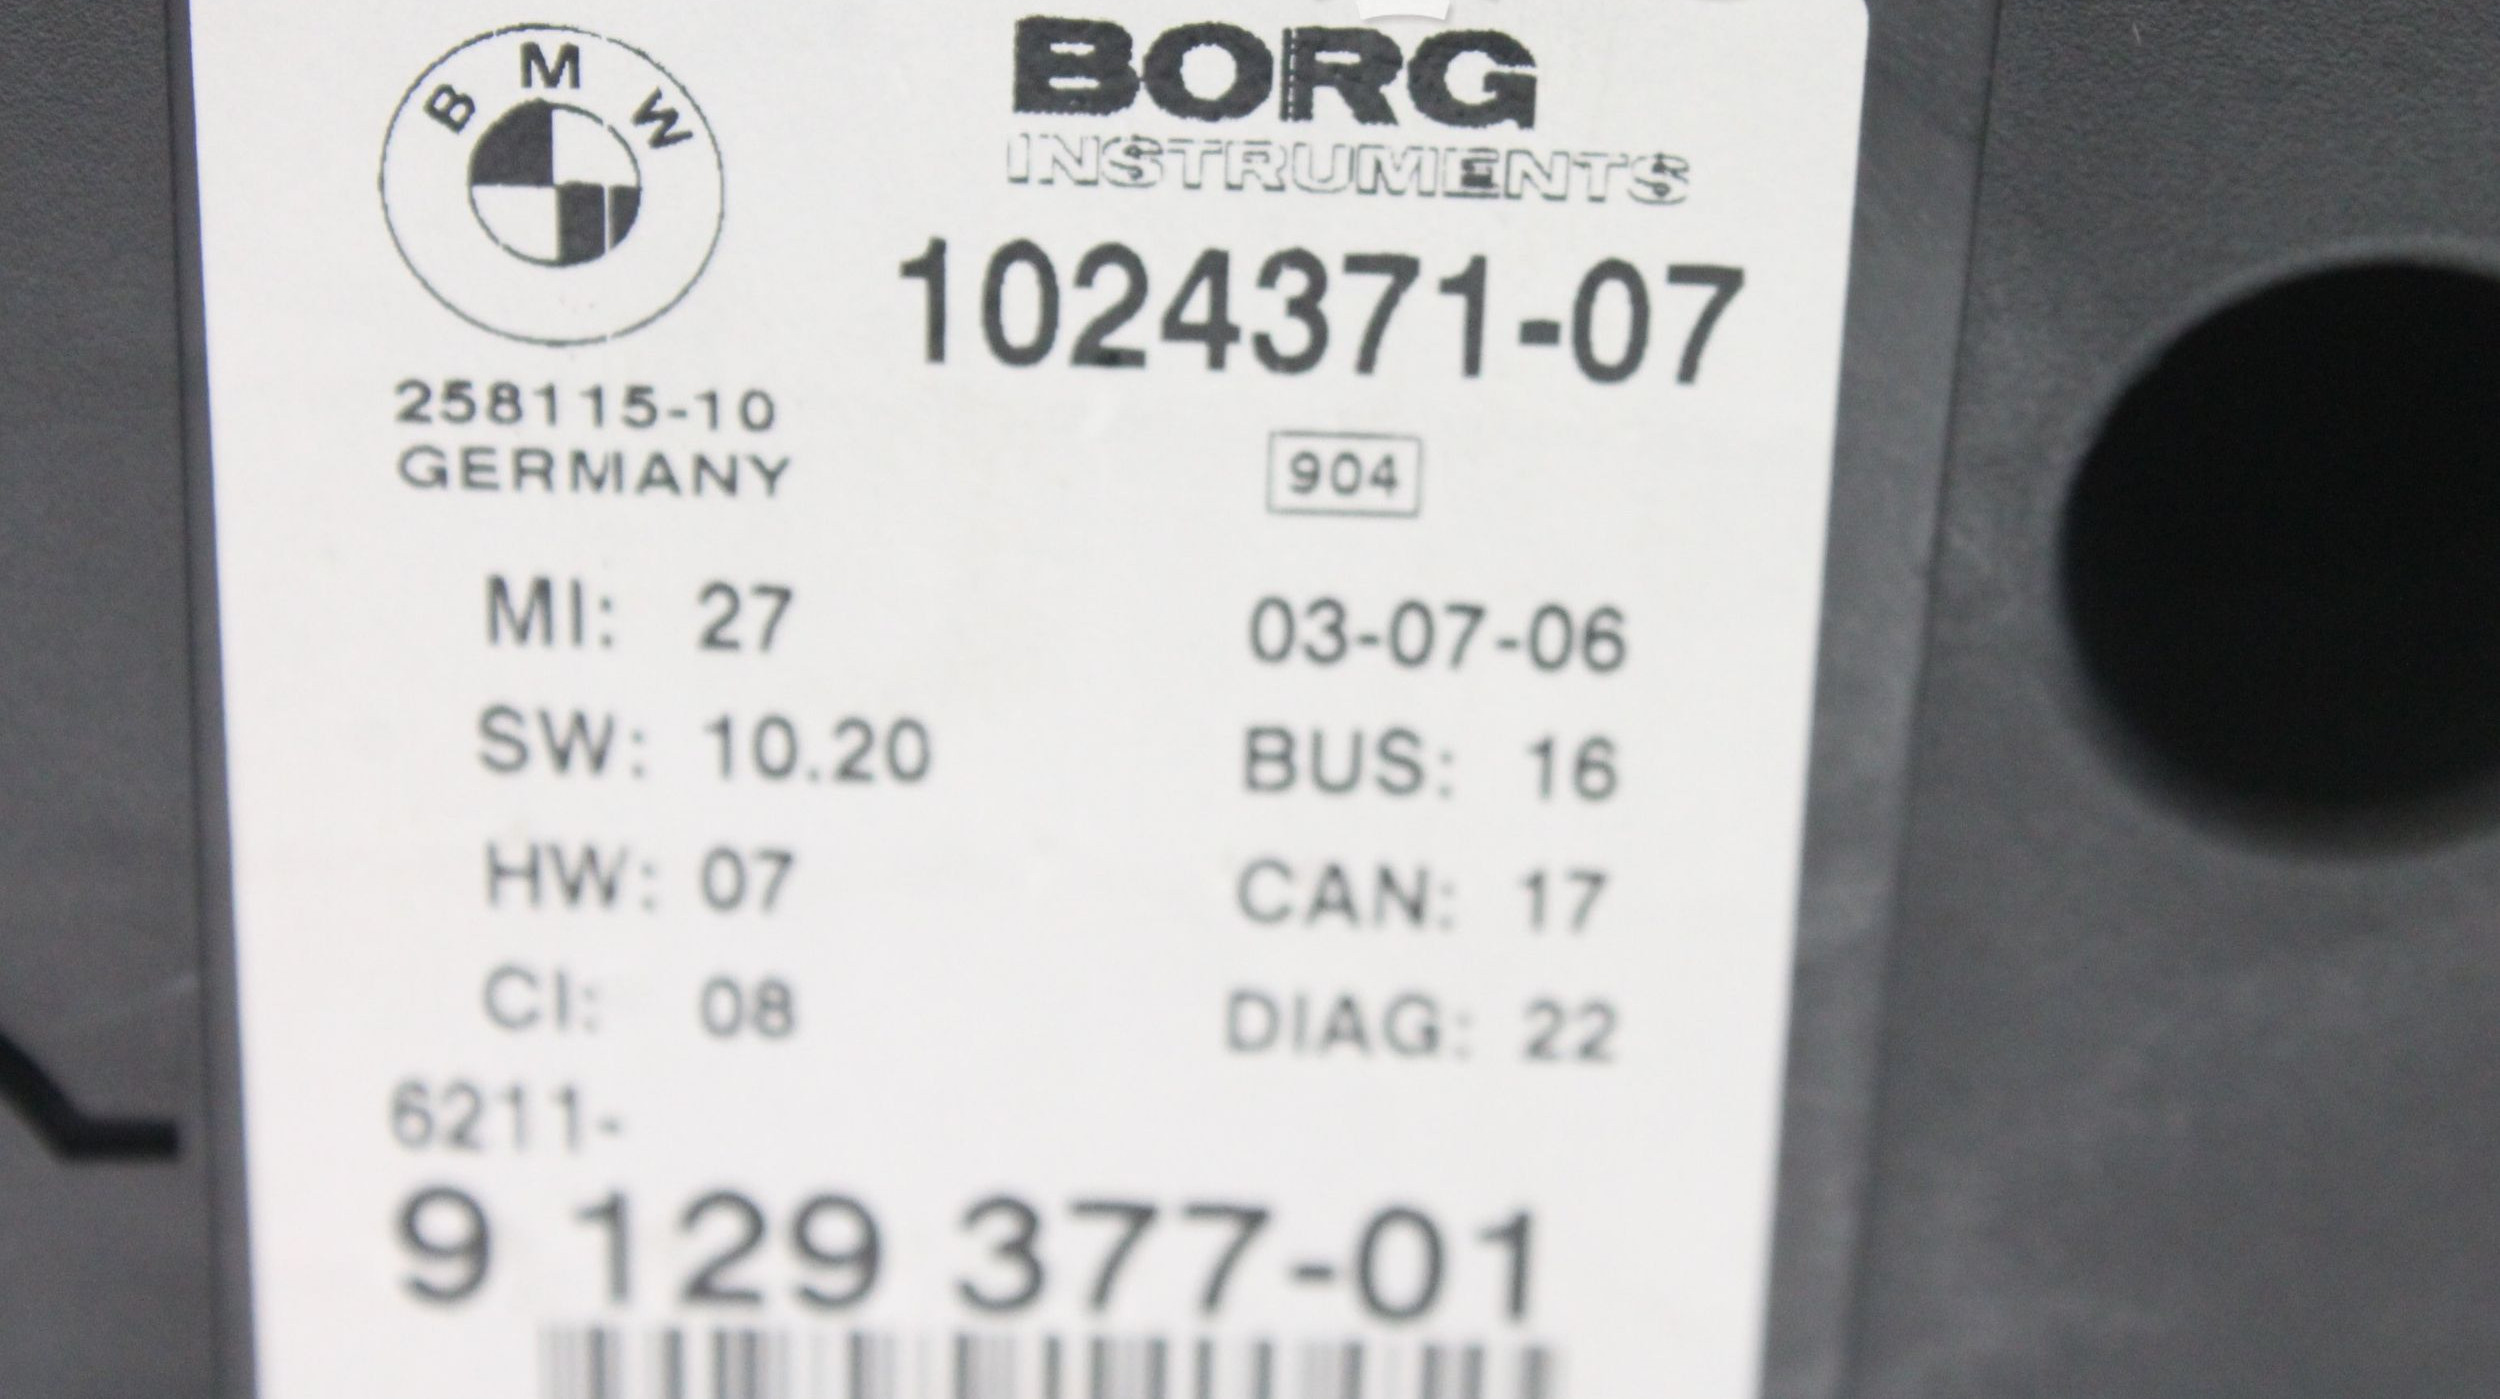 BMW
BORG
INSTRUMENTS
1024371-07
258115-10
GERMANY
904
MI: 27
03-07-06
SW: 10.20
BUS: 16
HW: 07
CAN: 17
CI: 08
DIAG: 22
6211-
9 129 377-01